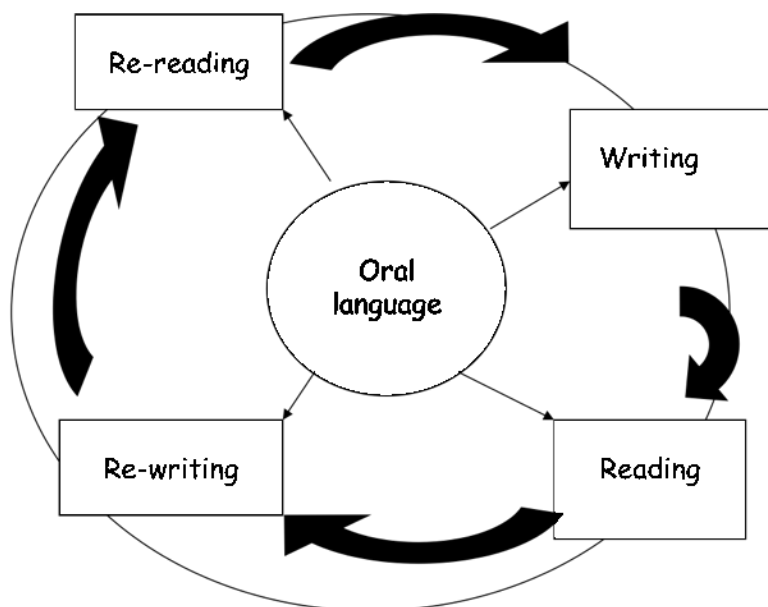 Re-reading
Writing
Oral
language
Re-writing
Reading